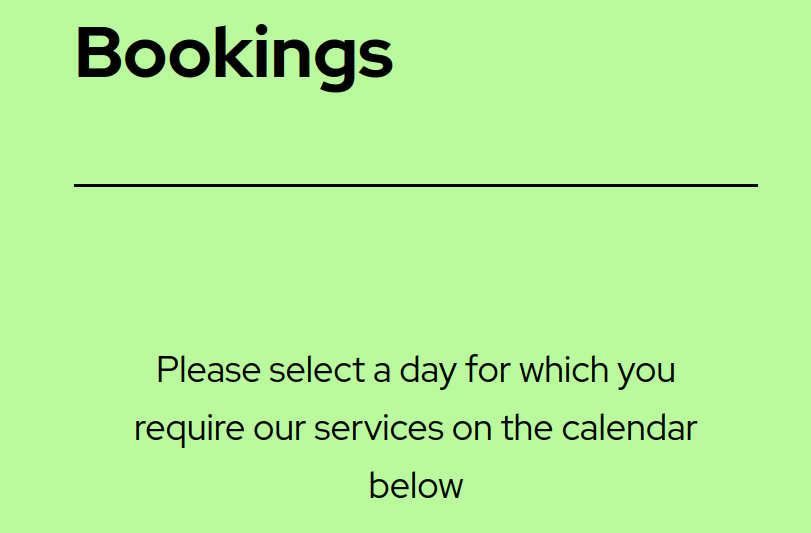 Bookings
Please select a day for which you
require our services on the calendar
below